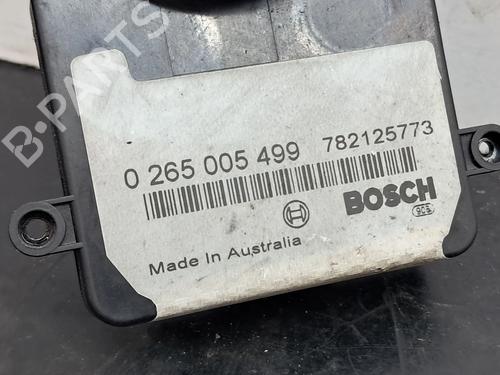 B-PARTS
0 265 005 499 782125773
BOSCH
Made In Australia